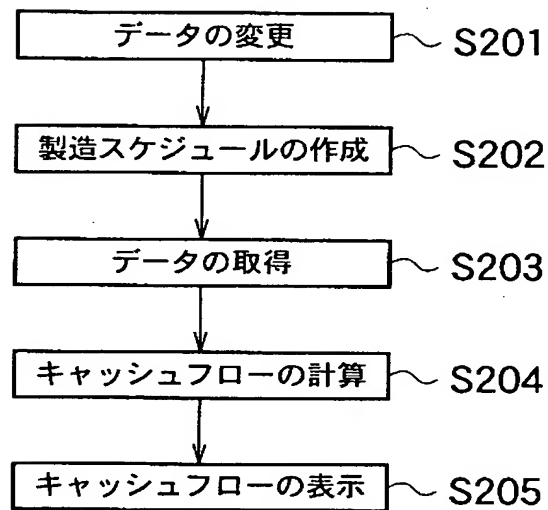 データの変更 S201
製造スケジュールの作成 S202
データの取得 S203
キャッシュフローの計算 S204
キャッシュフローの表示 S205